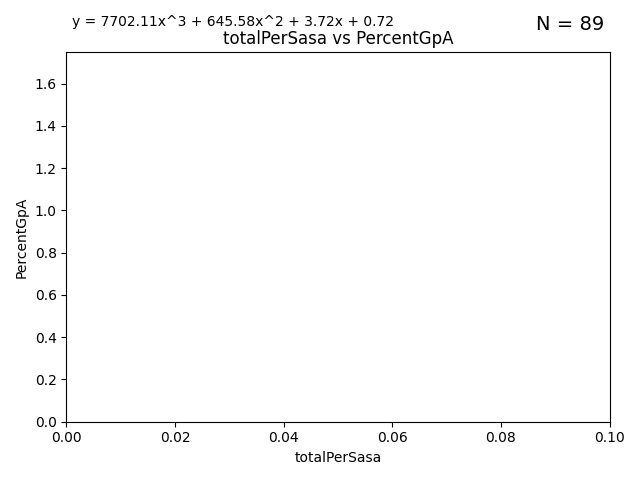 y = 7702.11x^3 + 645.58x^2 + 3.72x + 0.72
N = 89
totalPerSasa vs PercentGpA
1.6
1.4
1.2
1.0
0.8
0.6
0.4
0.2
0.0
PercentGpA
0.00 0.02 0.04 0.06 0.08 0.10
totalPerSasa